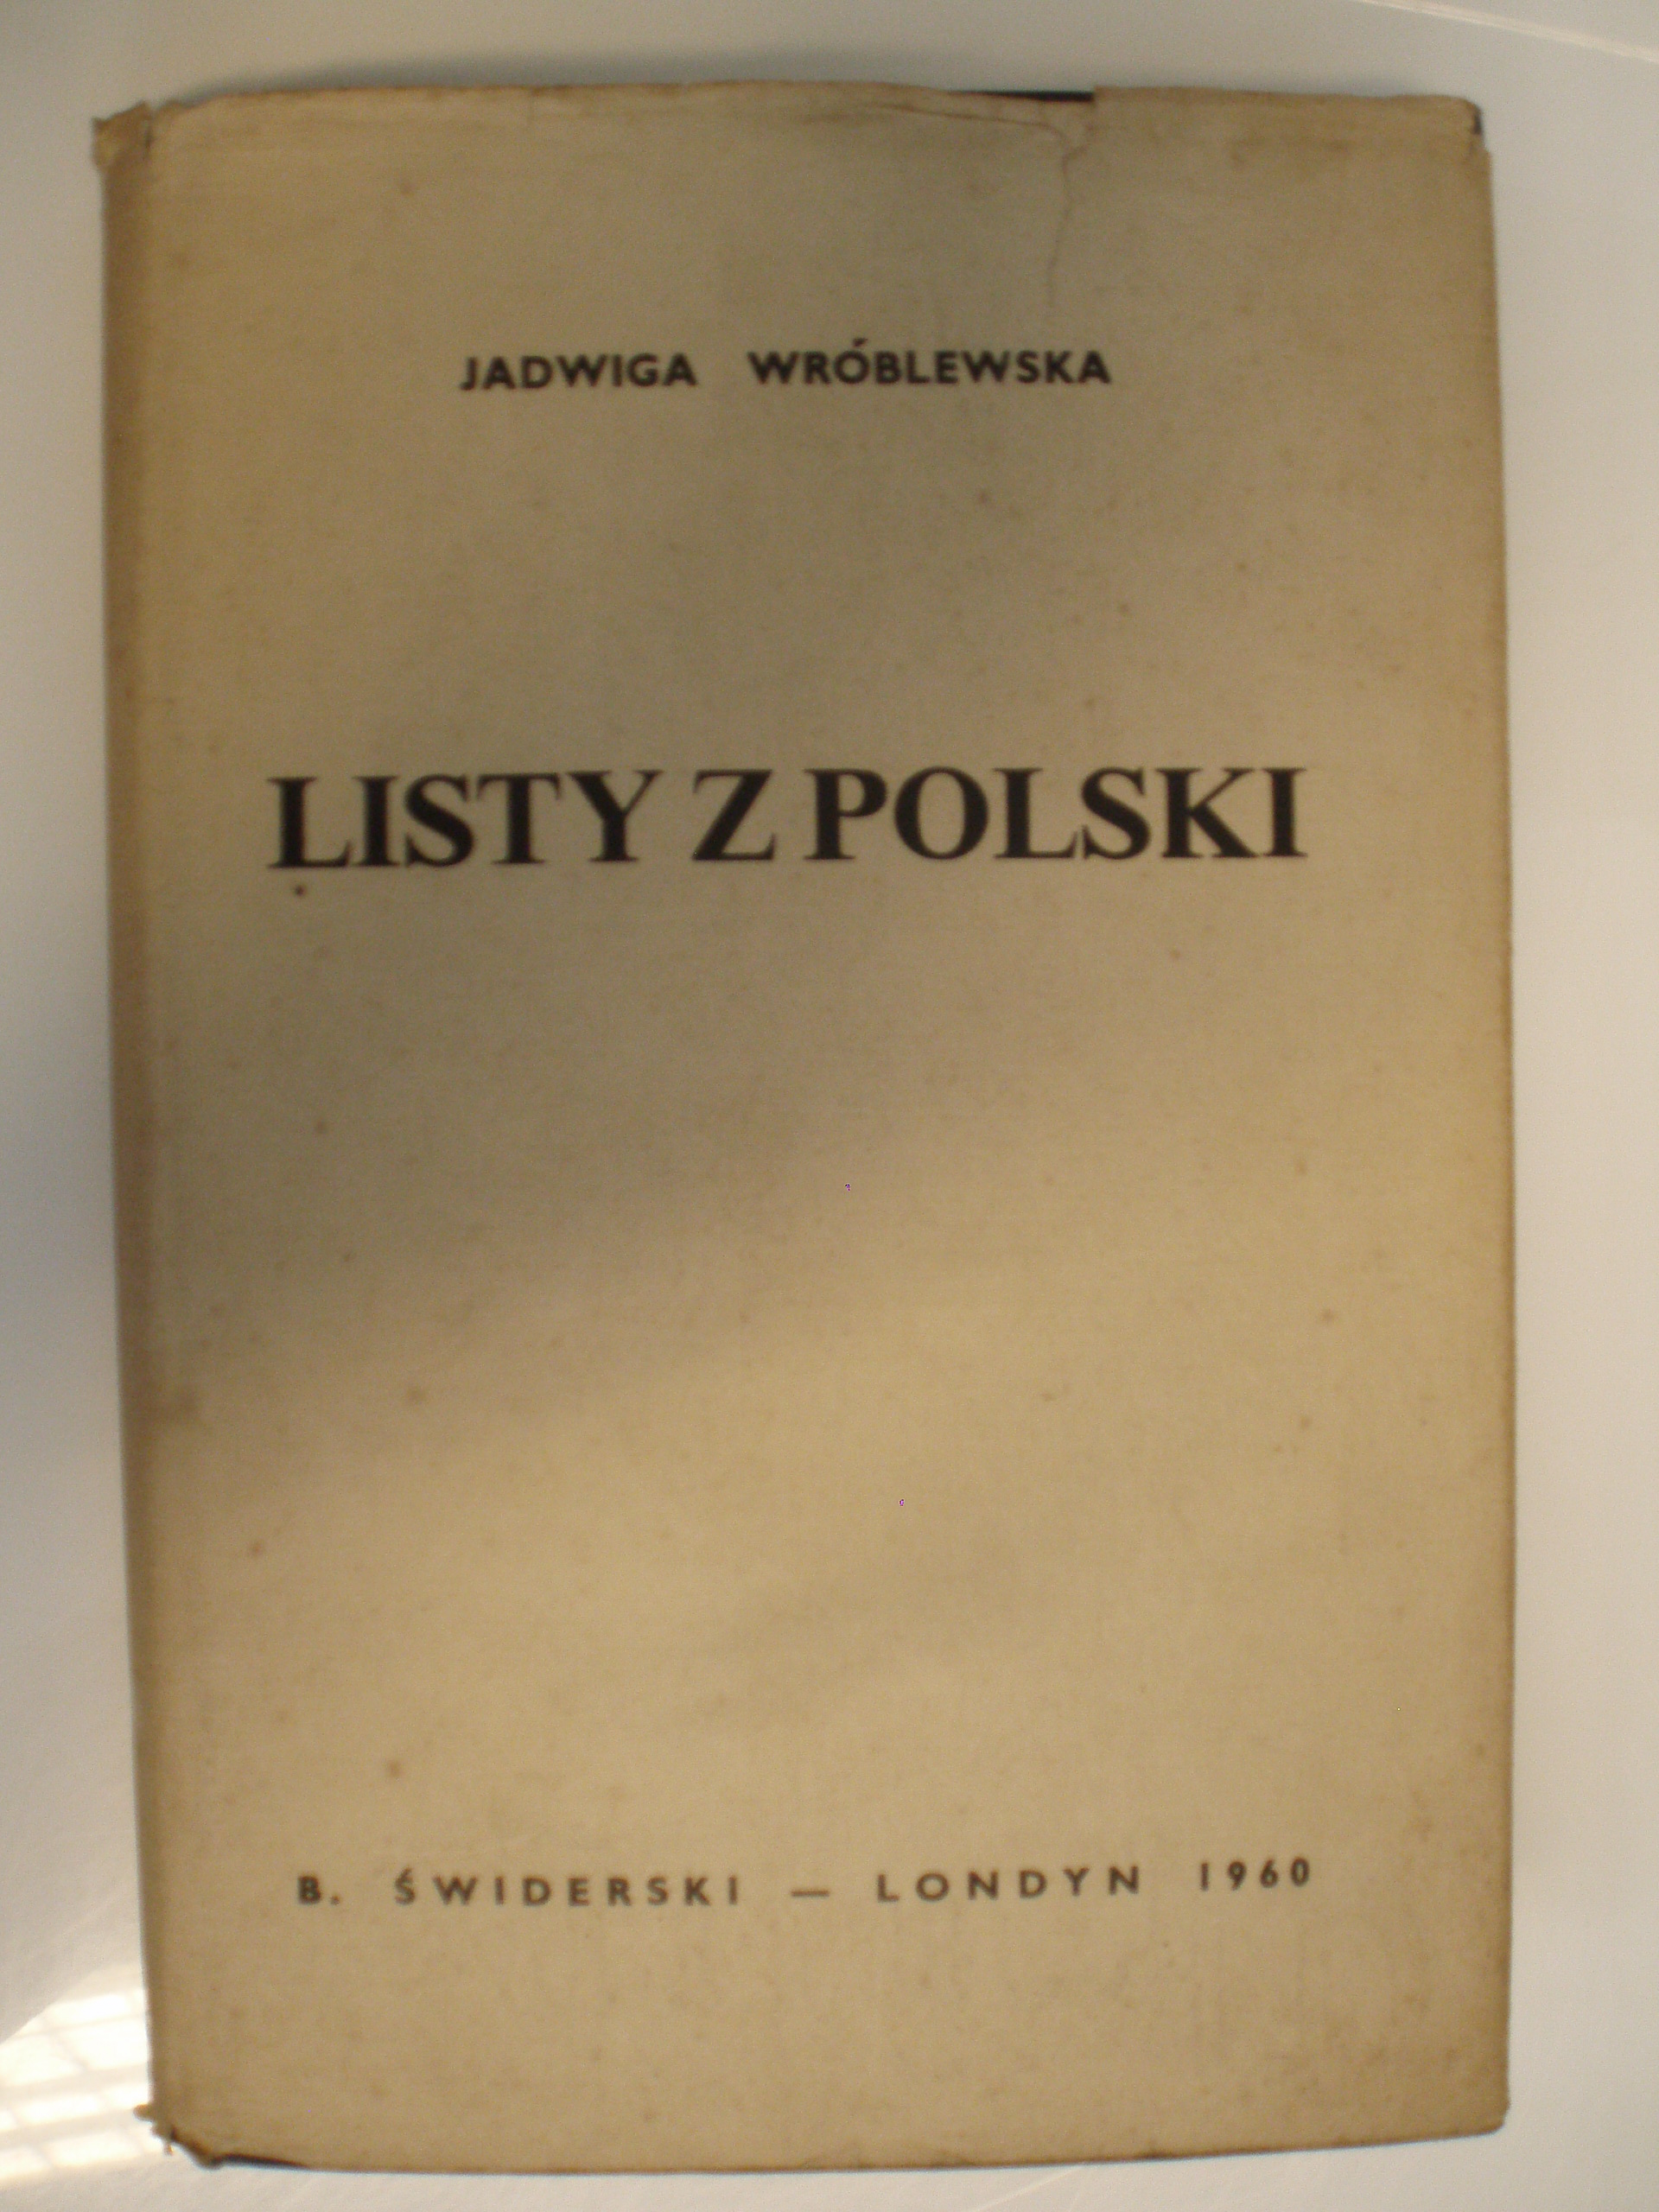 JADWIGA WRÓBLEWSKA
LISTY Z POLSKI
B. ŚWIDERSKI — LONDYN 1960